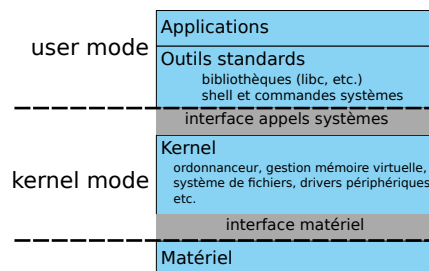 user mode
Applications
Outils standards
bibliothèques (libc, etc.)
shell et commandes systèmes
interface appels systèmes
kernel mode
Kernel
ordonnanceur, gestion mémoire virtuelle,
système de fichiers, drivers périphériques
etc.
interface matériel
Matériel